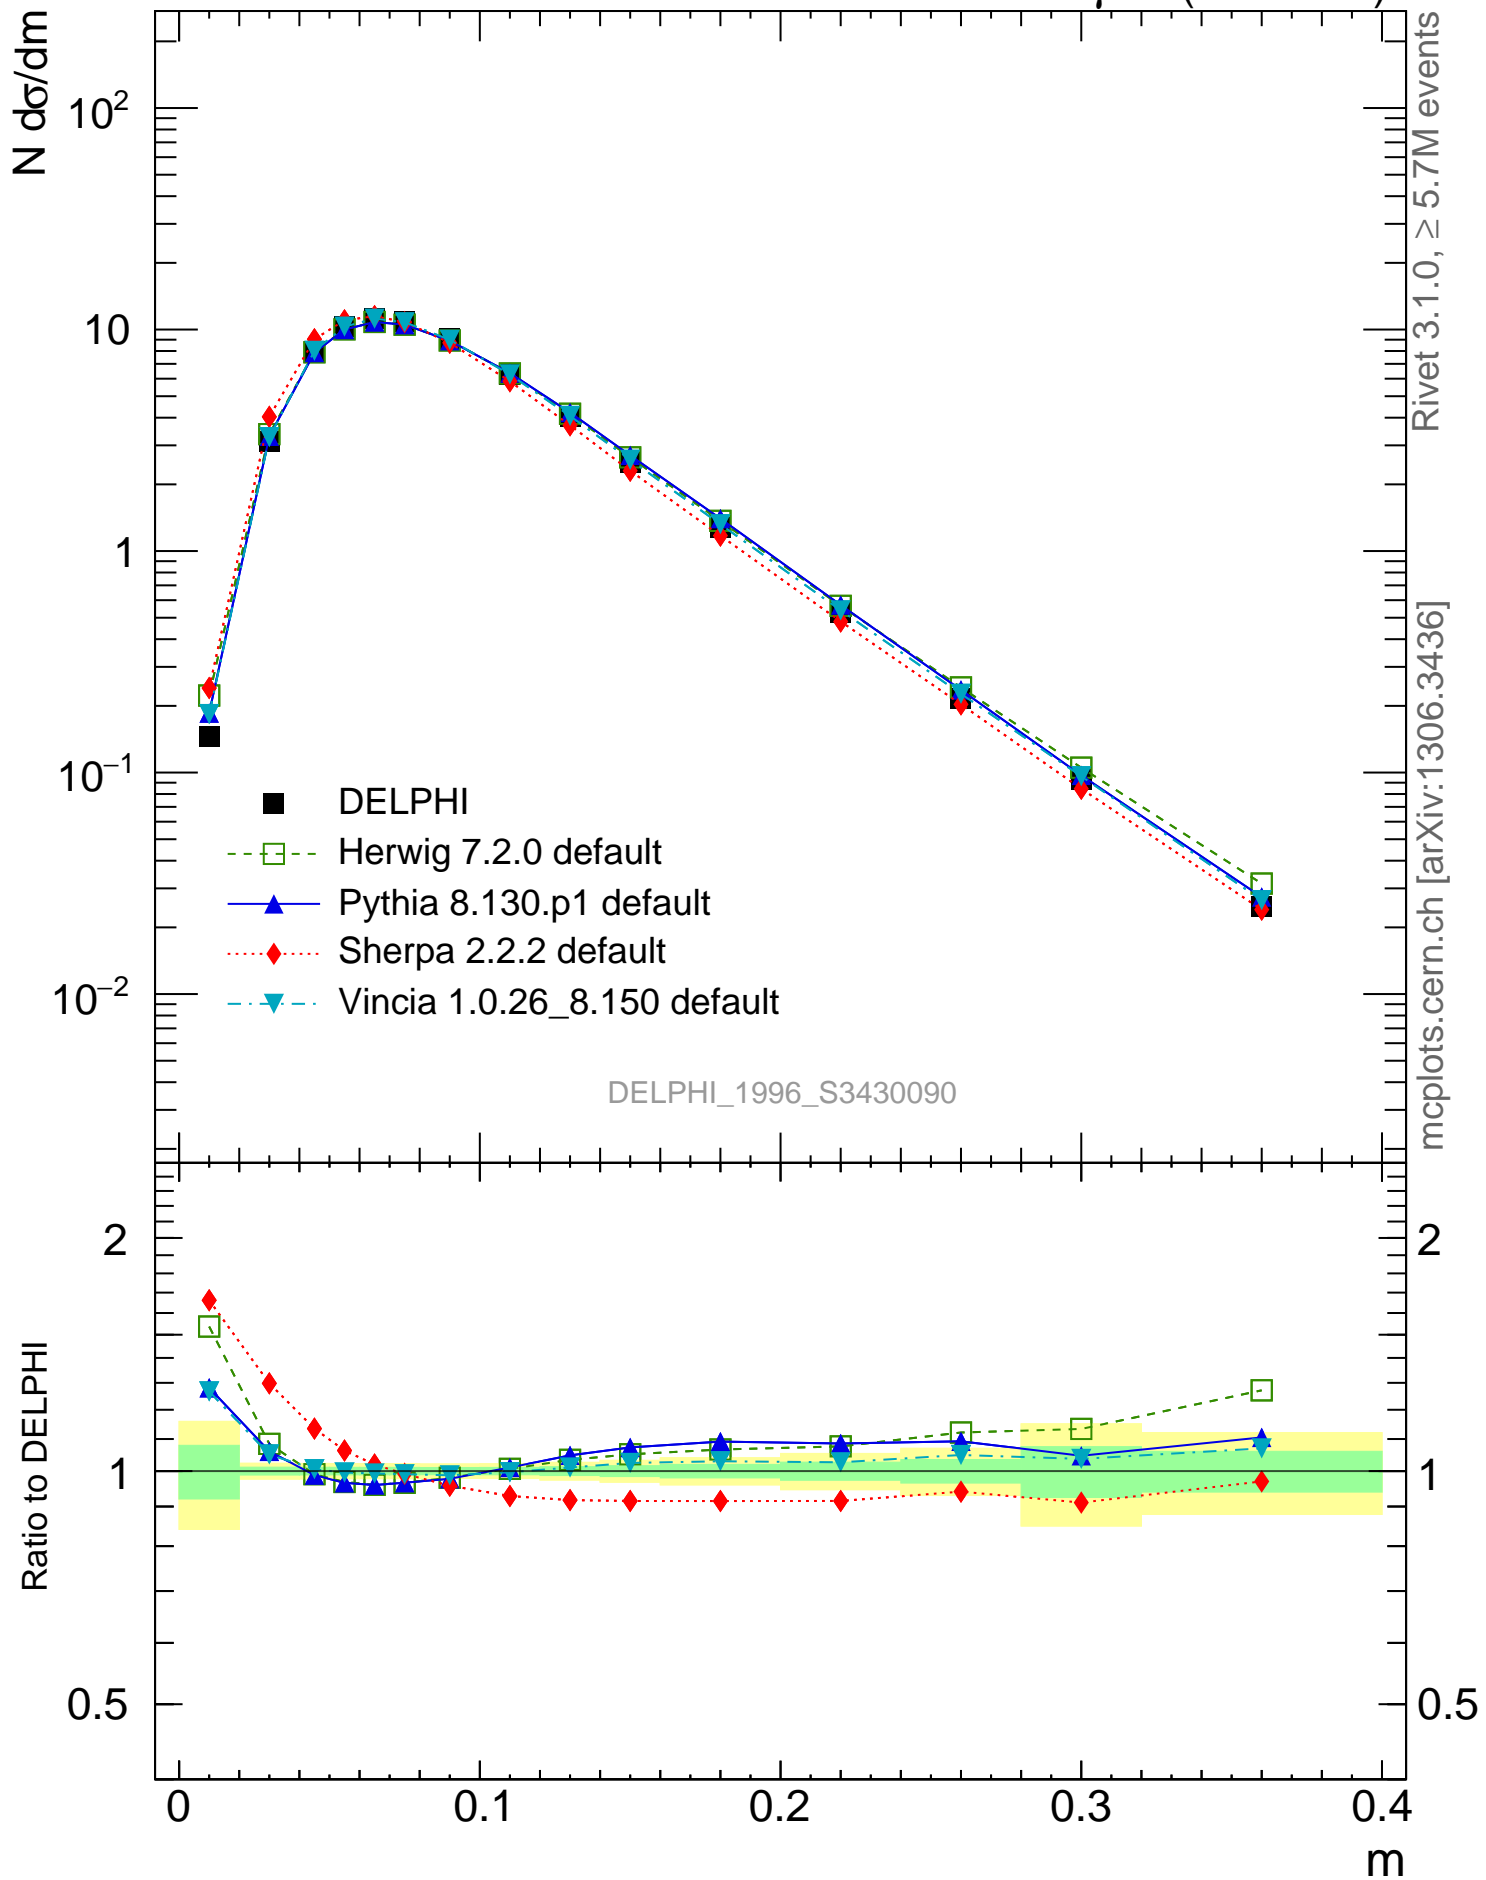 N dσ/dm
10²
10
1
10⁻¹
10⁻²
DELPHI
Herwig 7.2.0 default
Pythia 8.130.p1 default
Sherpa 2.2.2 default
Vincia 1.0.26_8.150 default
DELPHI_1996_S3430090
Rivet 3.1.0, ≥ 5.7M events
mcplots.cern.ch [arXiv:1306.3436]
Ratio to DELPHI
2
1
0.5
2
1
0.5
0 0.1 0.2 0.3 0.4
m